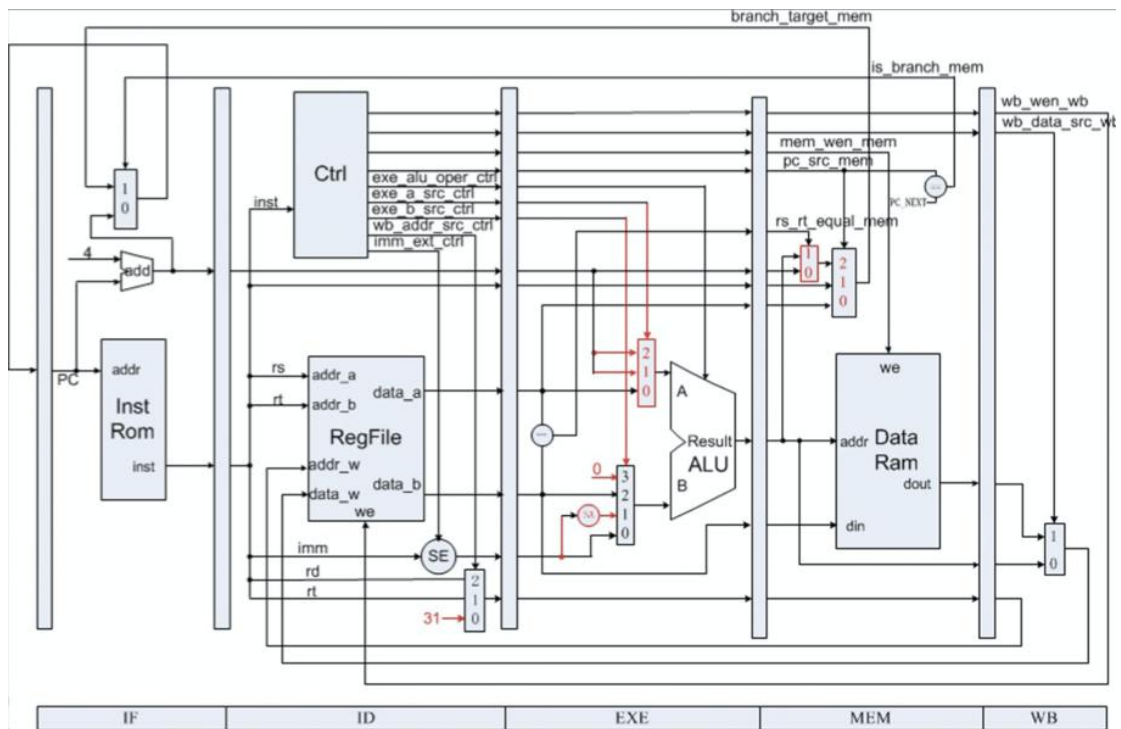 branch_target_mem
is_branch_mem
wb_wen_wb
wb_data_src_wb
mem_wen_mem
pc_src_mem
PC_NEXT
rs_rt_equal_mem
Ctrl
inst
exe_alu_oper_ctrl
exe_a_src_ctrl
exe_b_src_ctrl
wb_addr_src_ctrl
imm_ext_ctrl
1
0
4
add
PC
addr
Inst
Rom
inst
rs
rt
addr_a
addr_b
data_a
RegFile
addr_w
data_w
data_b
we
imm
SE
rd
rt
2
1
0
31
2
1
0
0
3
2
1
0
A
B
Result
ALU
1
0
2
1
0
we
addr
Data
Ram
dout
din
1
0
IF
ID
EXE
MEM
WB